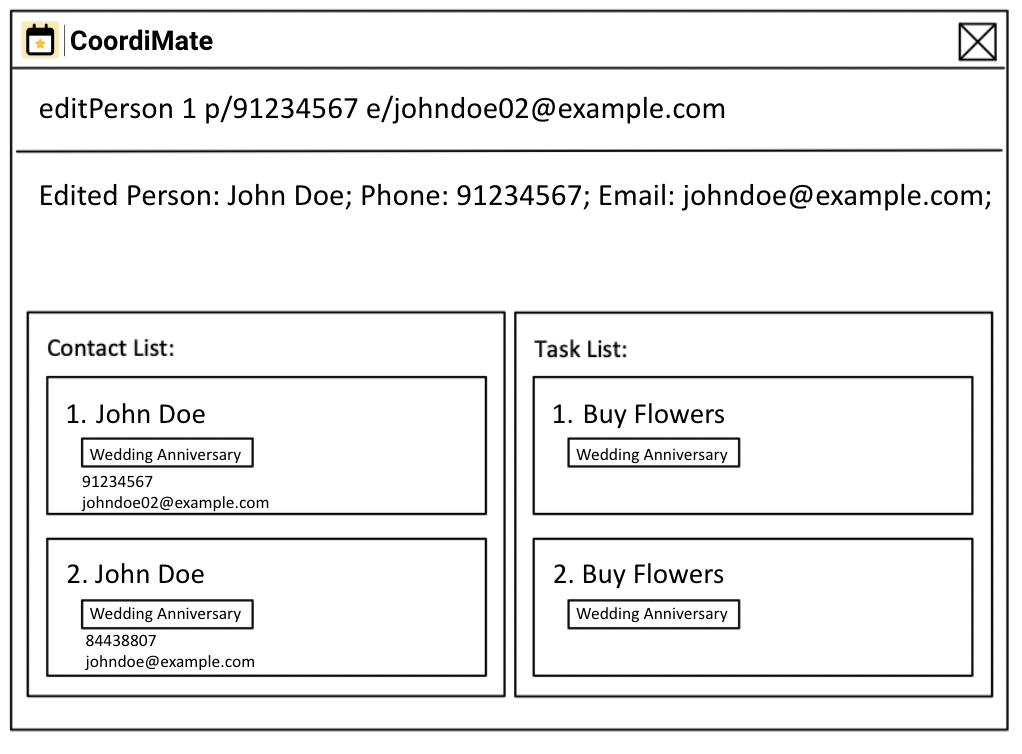 CoordiMate
editPerson 1 p/91234567 e/johndoe02@example.com
Edited Person: John Doe; Phone: 91234567; Email: johndoe@example.com;
Contact List:
1. John Doe
Wedding Anniversary
91234567
johndoe02@example.com
2. John Doe
Wedding Anniversary
84438807
johndoe@example.com
Task List:
1. Buy Flowers
Wedding Anniversary
2. Buy Flowers
Wedding Anniversary